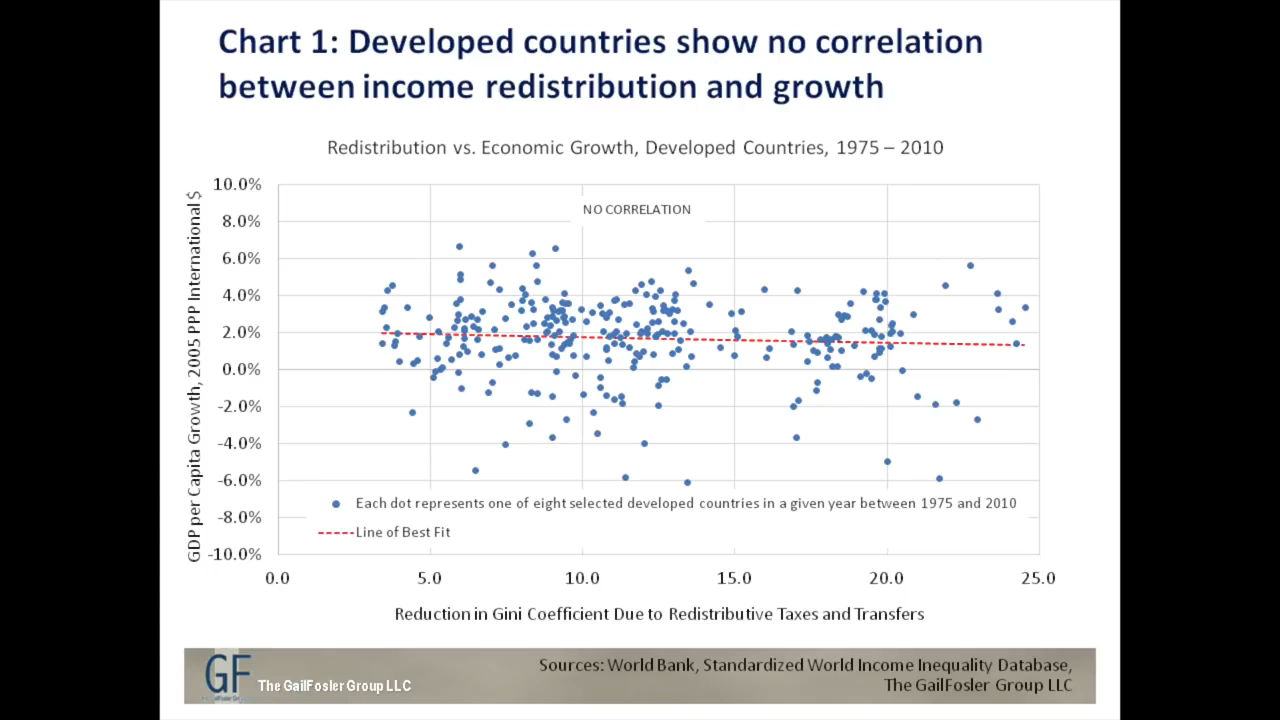 Chart 1: Developed countries show no correlation
between income redistribution and growth
Redistribution vs. Economic Growth, Developed Countries, 1975 – 2010
GDP per Capita Growth, 2005 PPP International $
10.0%
8.0%
6.0%
4.0%
2.0%
0.0%
-2.0%
-4.0%
-6.0%
-8.0%
-10.0%
NO CORRELATION
Each dot represents one of eight selected developed countries in a given year between 1975 and 2010
Line of Best Fit
0.0 5.0 10.0 15.0 20.0 25.0
Reduction in Gini Coefficient Due to Redistributive Taxes and Transfers
GF
The GailFosler Group LLC
Sources: World Bank, Standardized World Income Inequality Database,
The GailFosler Group LLC